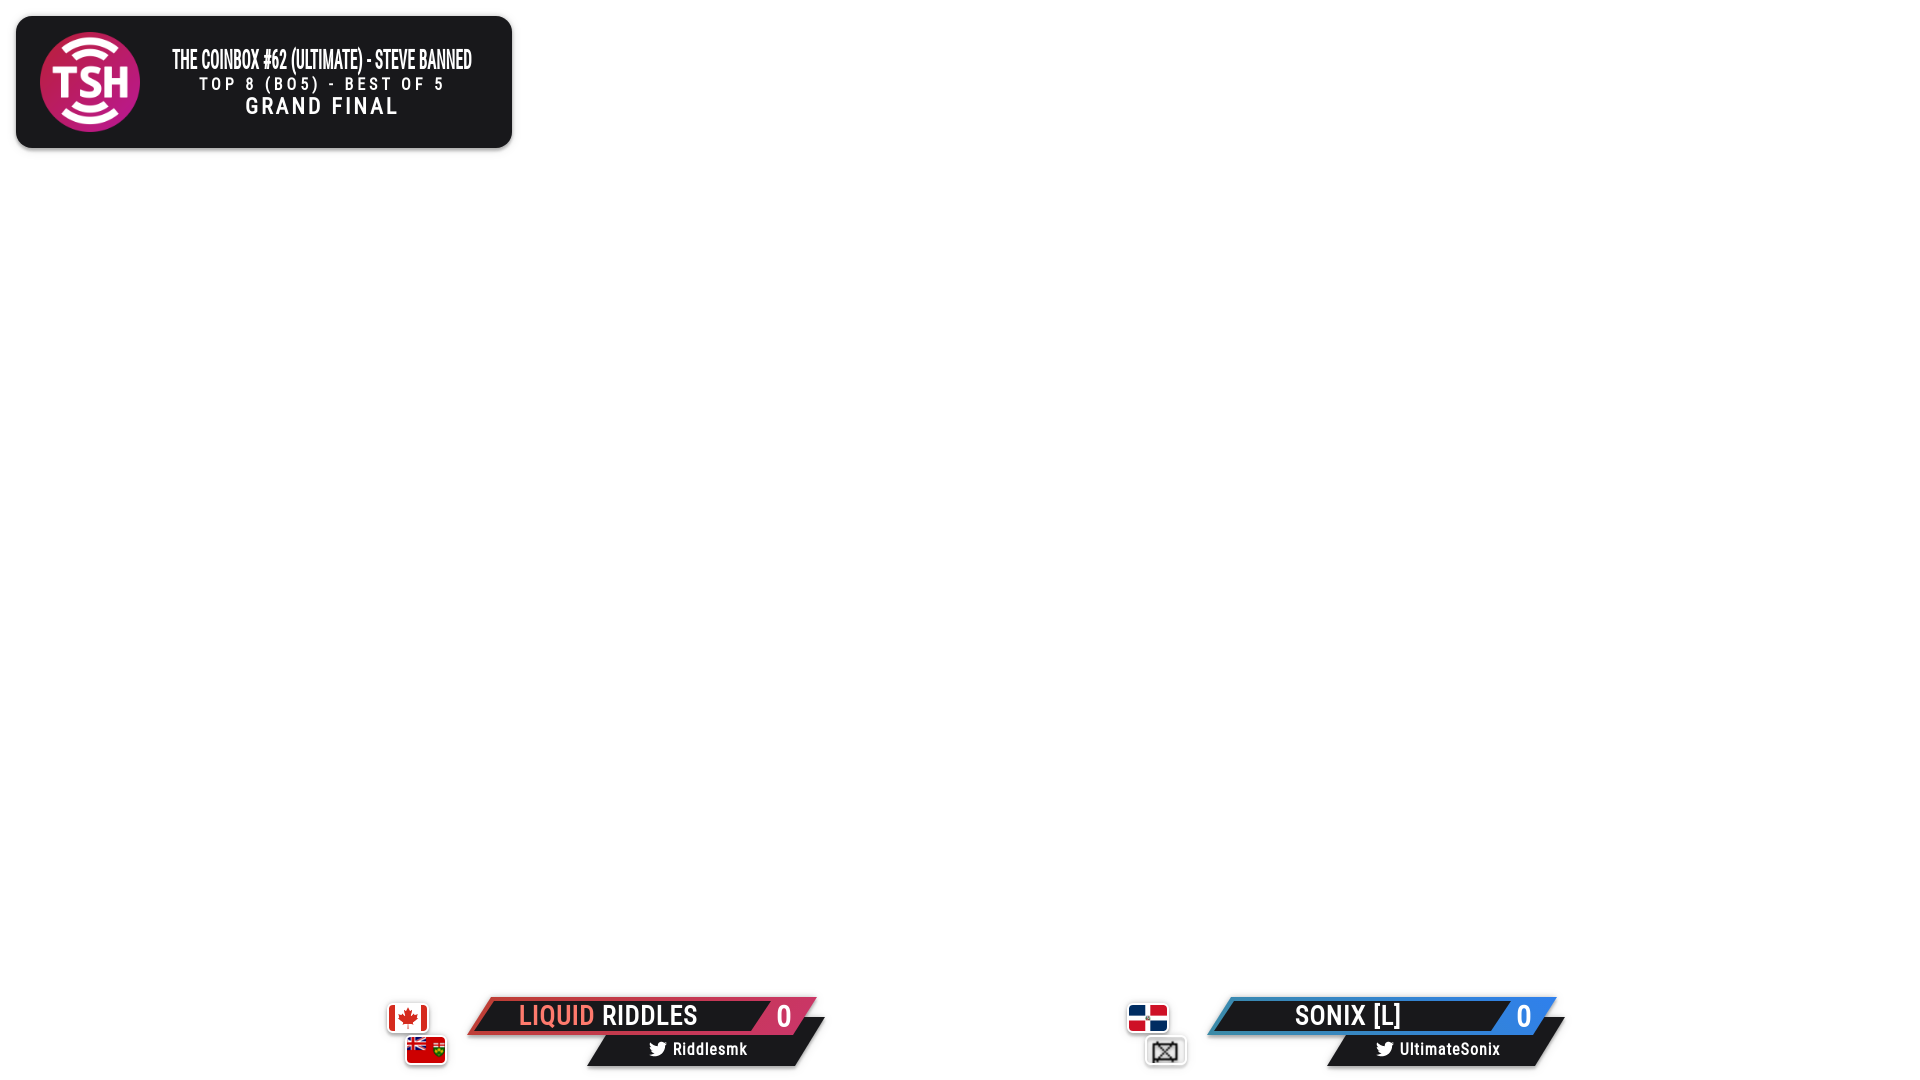 TSH
THE COINBOX #62 (ULTIMATE) - STEVE BANNED
TOP 8 (BO5) - BEST OF 5
GRAND FINAL
LIQUID RIDDLES 0
Riddlesmk
SONIX [L] 0
UltimateSonix